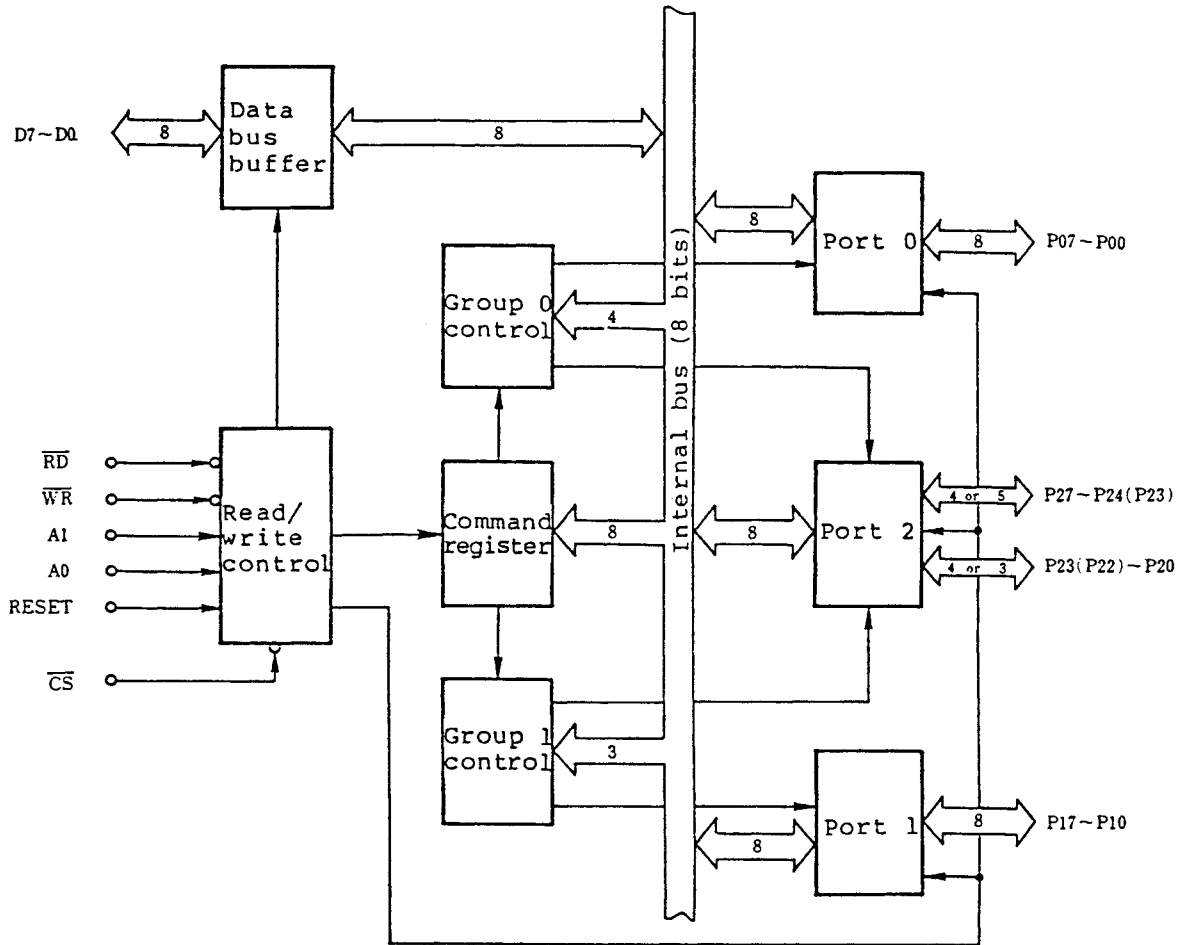 Data
bus
buffer
D7~D0
8
8
Internal bus (8 bits)
8
Port 0
8
P07~P00
Group 0
control
4
RD
WR
A1
A0
RESET
CS
Read/
write
control
Command
register
8
8
Port 2
4 or 5
P27~P24(P23)
4 or 3
P23(P22)~P20
Group 1
control
3
8
Port 1
8
P17~P10